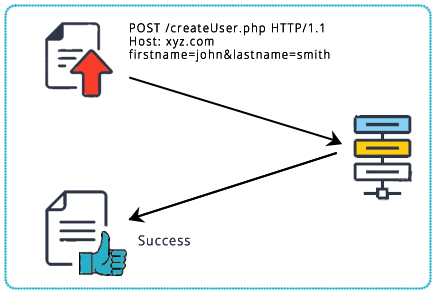 POST /createUser.php HTTP/1.1
Host: xyz.com
firstname=john&lastname=smith
Success